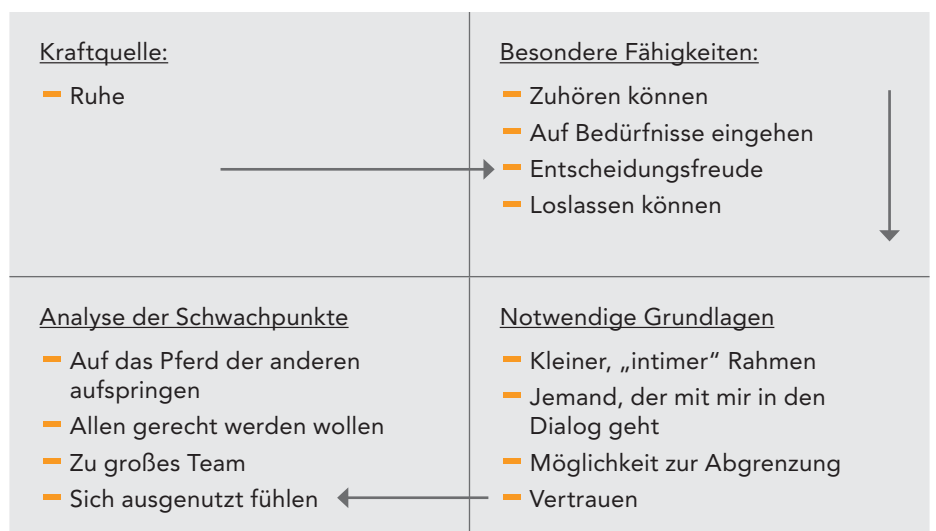 Kraftquelle:
Ruhe
Besondere Fähigkeiten:
Zuhören können
Auf Bedürfnisse eingehen
Entscheidungsfreude
Loslassen können
Analyse der Schwachpunkte
Auf das Pferd der anderen
aufspringen
Allen gerecht werden wollen
Zu großes Team
Sich ausgenutzt fühlen
Notwendige Grundlagen
Kleiner, „intimer” Rahmen
Jemand, der mit mir in den
Dialog geht
Möglichkeit zur Abgrenzung
Vertrauen